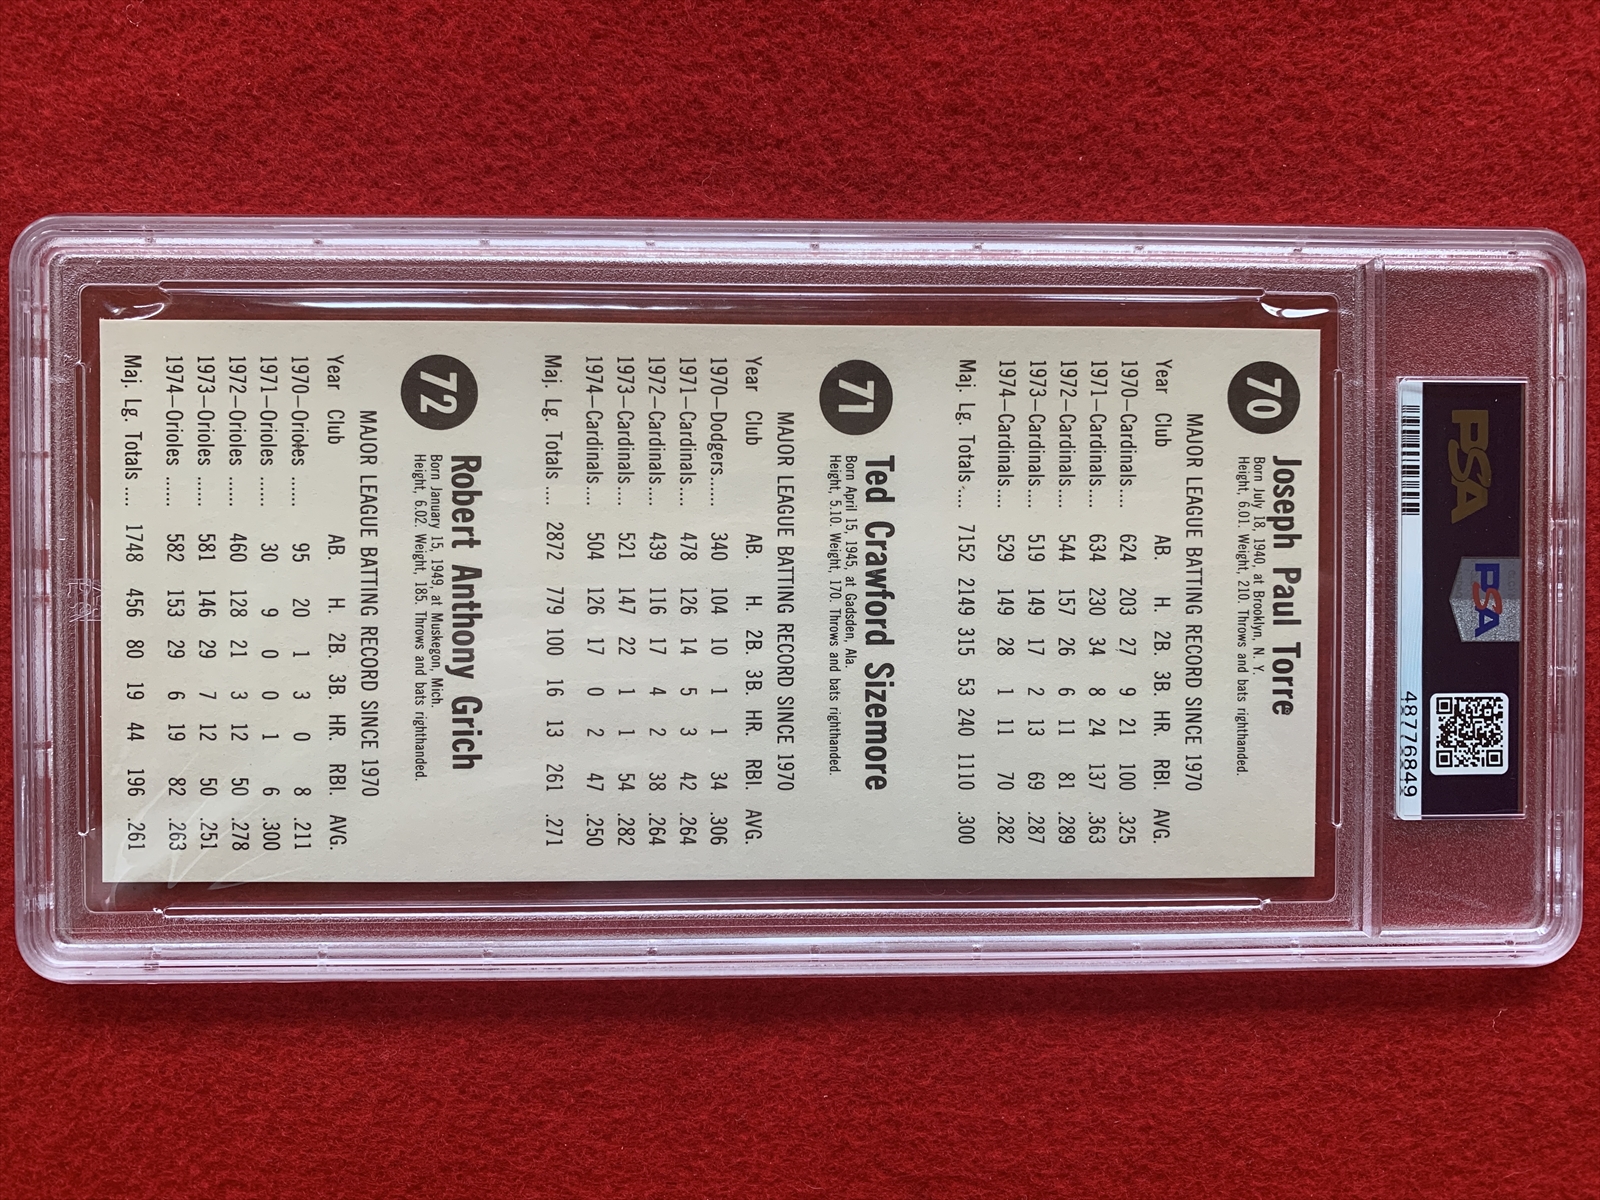 PSA
PSA
48776849
70 Joseph Paul Torre
Born July 18, 1940, at Brooklyn, N. Y.
Height, 6.01. Weight, 210. Throws and bats righthanded.
MAJOR LEAGUE BATTING RECORD SINCE 1970
Year Club AB. H. 2B. 3B. HR. RBI. AVG.
1970—Cardinals.... 624 203 27 9 21 100 .325
1971—Cardinals.... 634 230 34 8 24 137 .363
1972—Cardinals.... 544 157 26 6 11 81 .289
1973—Cardinals.... 519 149 17 2 13 69 .287
1974—Cardinals.... 529 149 28 1 11 70 .282
Maj. Lg. Totals .... 7152 2149 315 53 240 1110 .300
71 Ted Crawford Sizemore
Born April 15, 1945, at Gadsden, Ala.
Height, 5.10. Weight, 170. Throws and bats righthanded.
MAJOR LEAGUE BATTING RECORD SINCE 1970
Year Club AB. H. 2B. 3B. HR. RBI. AVG.
1970—Dodgers..... 340 104 10 1 1 34 .306
1971—Cardinals.... 478 126 14 5 3 42 .264
1972—Cardinals.... 439 116 17 4 2 38 .264
1973—Cardinals.... 521 147 22 1 1 54 .282
1974—Cardinals.... 504 126 17 0 2 47 .250
Maj. Lg. Totals .... 2872 779 100 16 13 261 .271
72 Robert Anthony Grich
Born January 15, 1949, at Muskegon, Mich.
Height, 6.02. Weight, 185. Throws and bats righthanded.
MAJOR LEAGUE BATTING RECORD SINCE 1970
Year Club AB. H. 2B. 3B. HR. RBI. AVG.
1970—Orioles ...... 95 20 1 3 0 8 .211
1971—Orioles ...... 30 9 0 0 1 6 .300
1972—Orioles ...... 460 128 21 3 12 50 .278
1973—Orioles ...... 581 146 29 7 12 50 .251
1974—Orioles ...... 582 153 29 6 19 82 .263
Maj. Lg. Totals .... 1748 456 80 19 44 196 .261